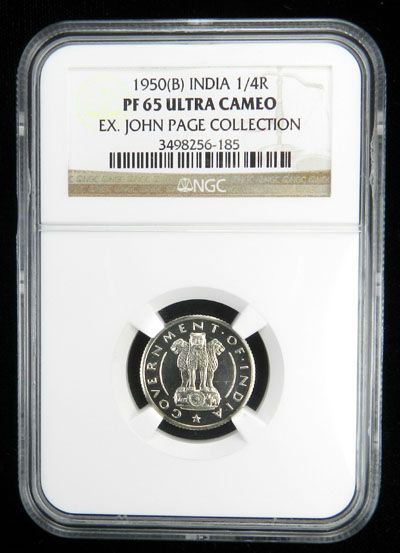 1950(B) INDIA 1/4R
PF 65 ULTRA CAMEO
EX. JOHN PAGE COLLECTION
3498256-185
NGC
GOVERNMENT·OF·INDIA